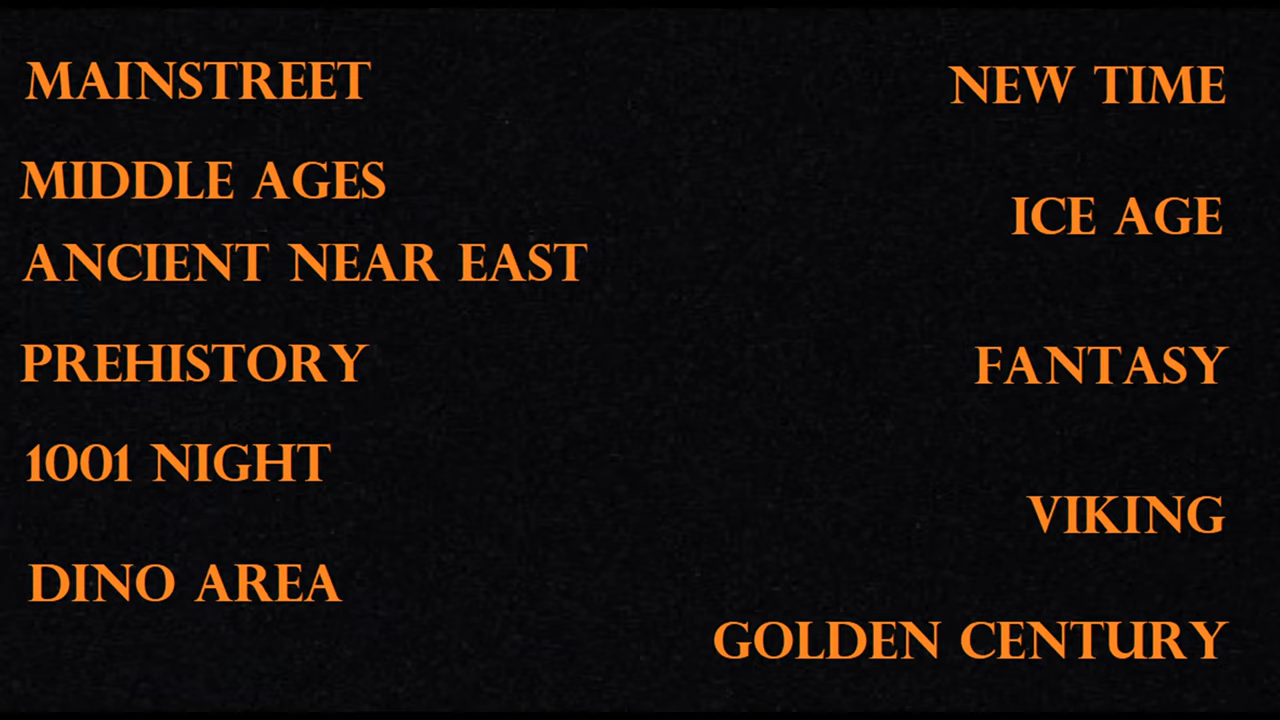 MAINSTREET
MIDDLE AGES
ANCIENT NEAR EAST
PREHISTORY
1001 NIGHT
DINO AREA
NEW TIME
ICE AGE
FANTASY
VIKING
GOLDEN CENTURY